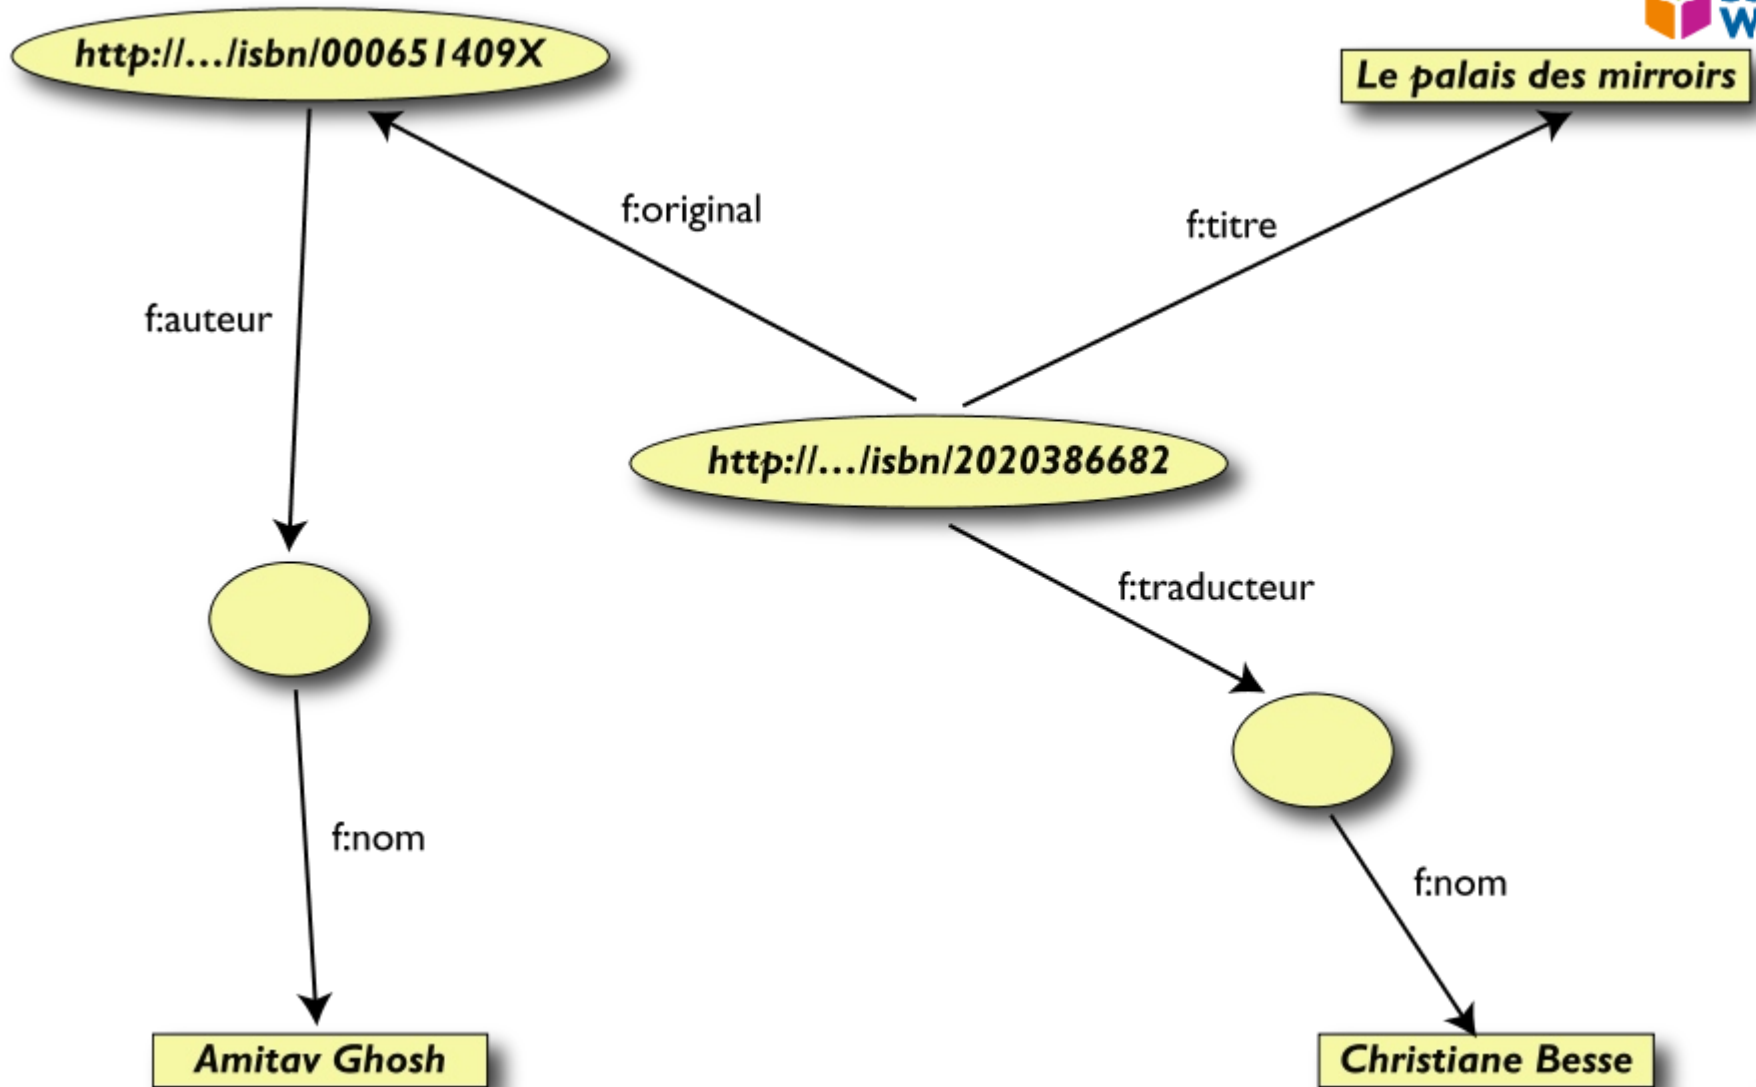 http://.../isbn/000651409X
Le palais des mirroirs
f:original
f:titre
f:auteur
http://.../isbn/2020386682
f:traducteur
f:nom
f:nom
Amitav Ghosh
Christiane Besse